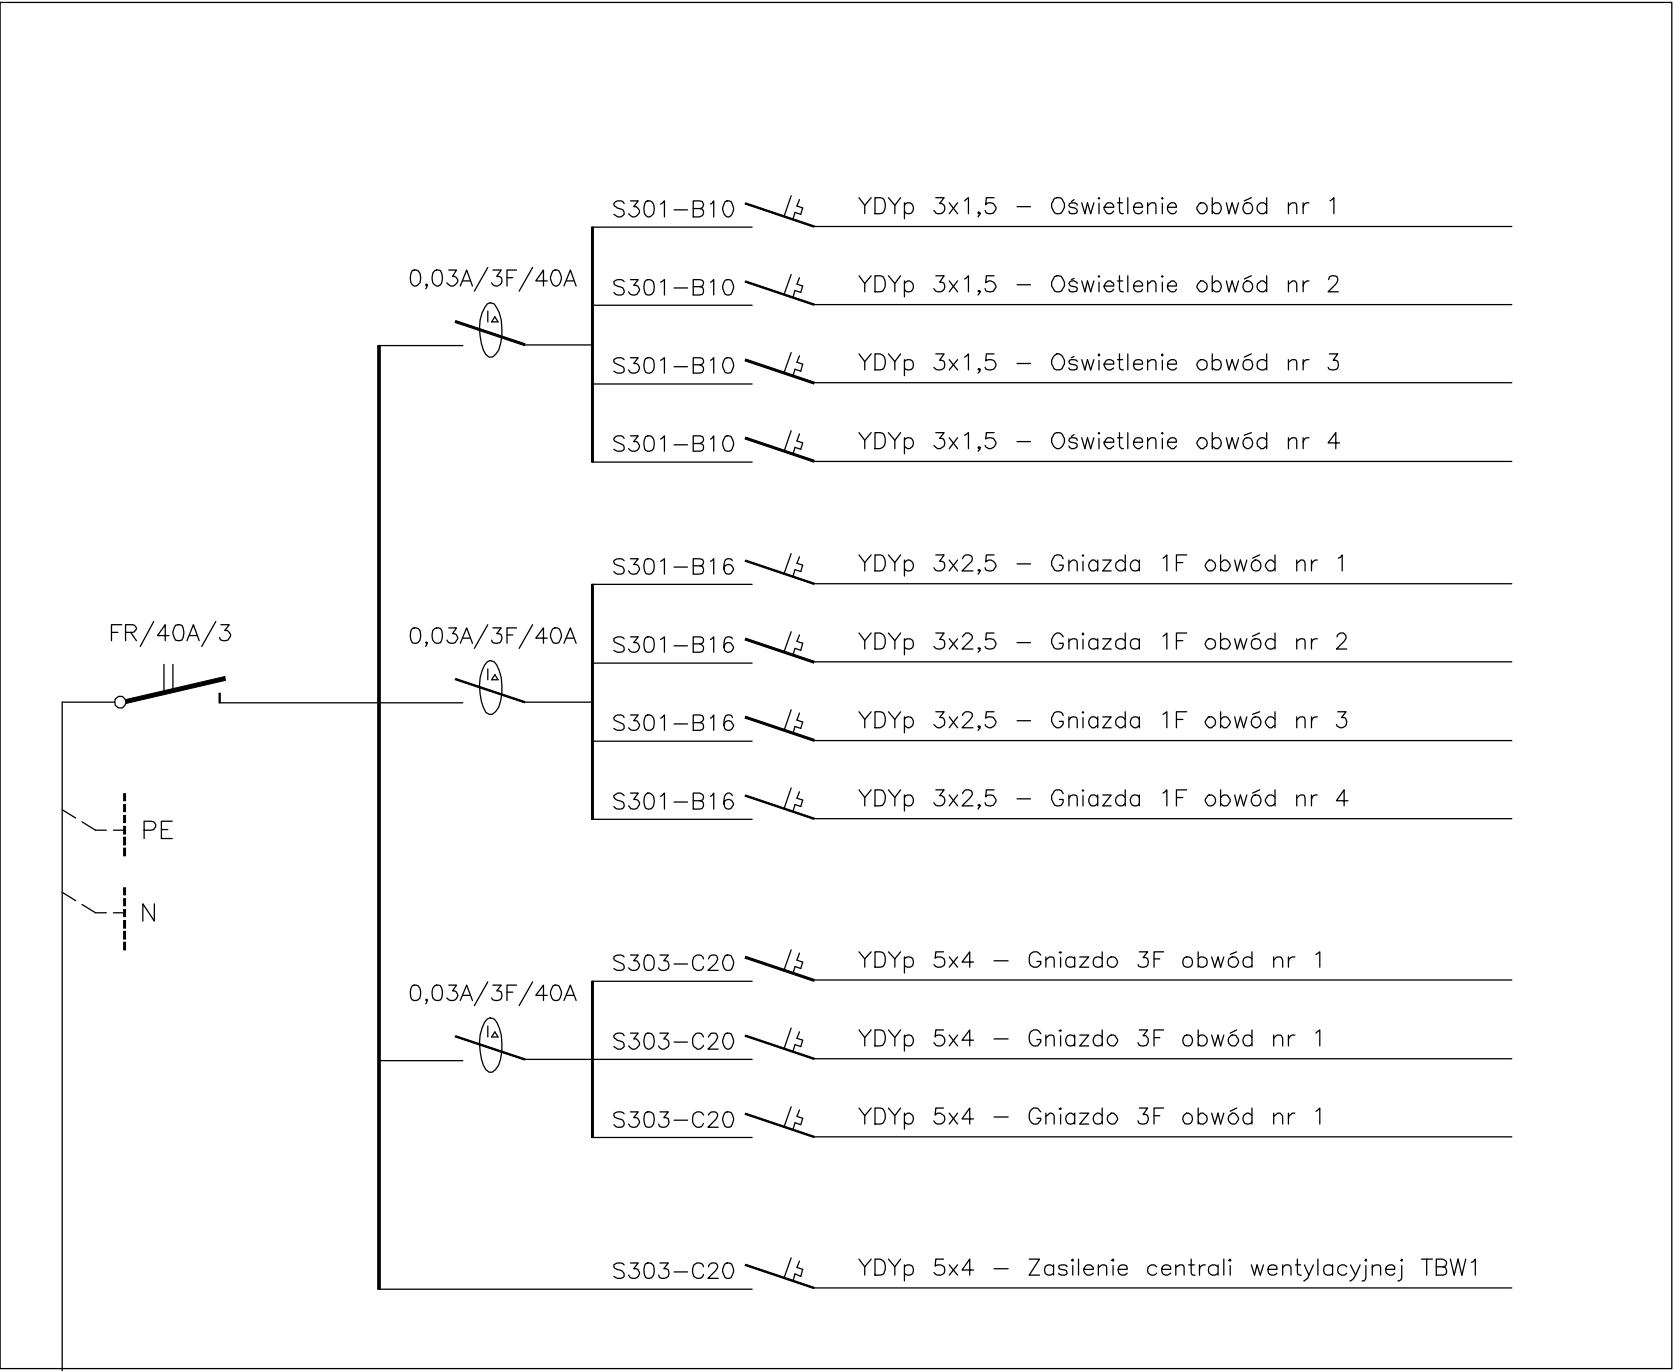 S301-B10 YDYp 3x1,5 - Oświetlenie obwód nr 1
0,03A/3F/40A
S301-B10 YDYp 3x1,5 - Oświetlenie obwód nr 2
I△
S301-B10 YDYp 3x1,5 - Oświetlenie obwód nr 3
S301-B10 YDYp 3x1,5 - Oświetlenie obwód nr 4
S301-B16 YDYp 3x2,5 - Gniazda 1F obwód nr 1
FR/40A/3
0,03A/3F/40A
S301-B16 YDYp 3x2,5 - Gniazda 1F obwód nr 2
I△
S301-B16 YDYp 3x2,5 - Gniazda 1F obwód nr 3
S301-B16 YDYp 3x2,5 - Gniazda 1F obwód nr 4
PE
N
S303-C20 YDYp 5x4 - Gniazdo 3F obwód nr 1
0,03A/3F/40A
I△
S303-C20 YDYp 5x4 - Gniazdo 3F obwód nr 1
S303-C20 YDYp 5x4 - Gniazdo 3F obwód nr 1
S303-C20 YDYp 5x4 - Zasilenie centrali wentylacyjnej TBW1